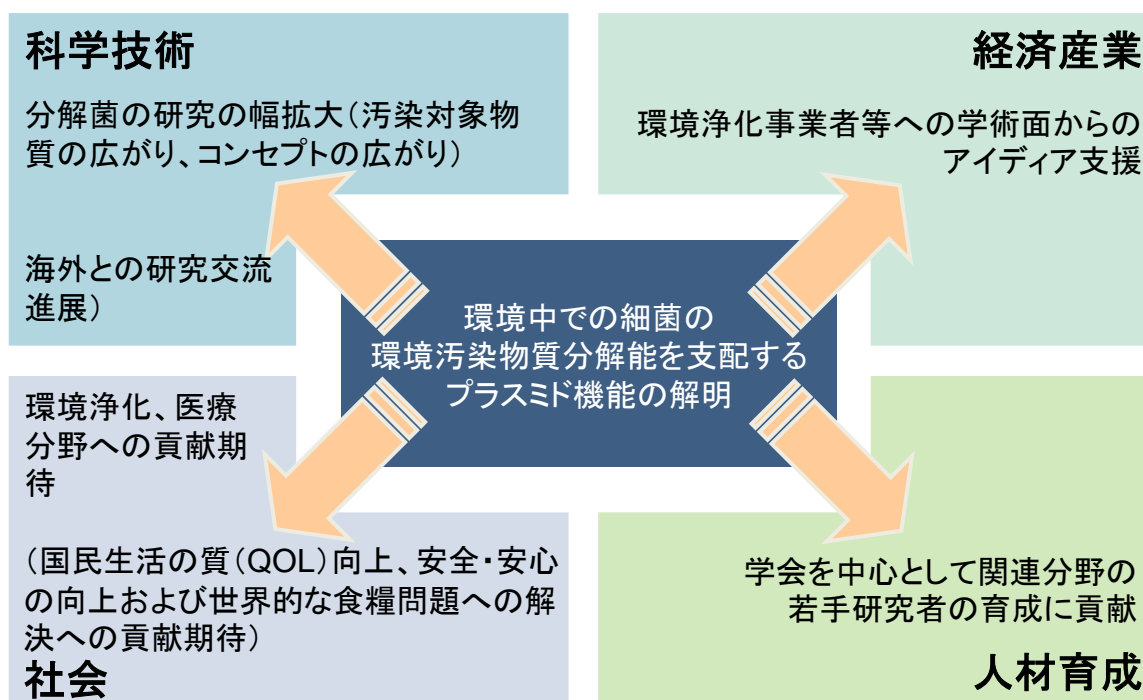 科学技術
分解菌の研究の幅拡大（汚染対象物
質の広がり、コンセプトの広がり）
海外との研究交流
進展）
経済産業
環境浄化事業者等への学術面からの
アイディア支援
環境中での細菌の
環境汚染物質分解能を支配する
プラスミド機能の解明
環境浄化、医療
分野への貢献期
待
（国民生活の質（QOL）向上、安全・安心
の向上および世界的な食糧問題への解
決への貢献期待）
社会
学会を中心として関連分野の
若手研究者の育成に貢献
人材育成